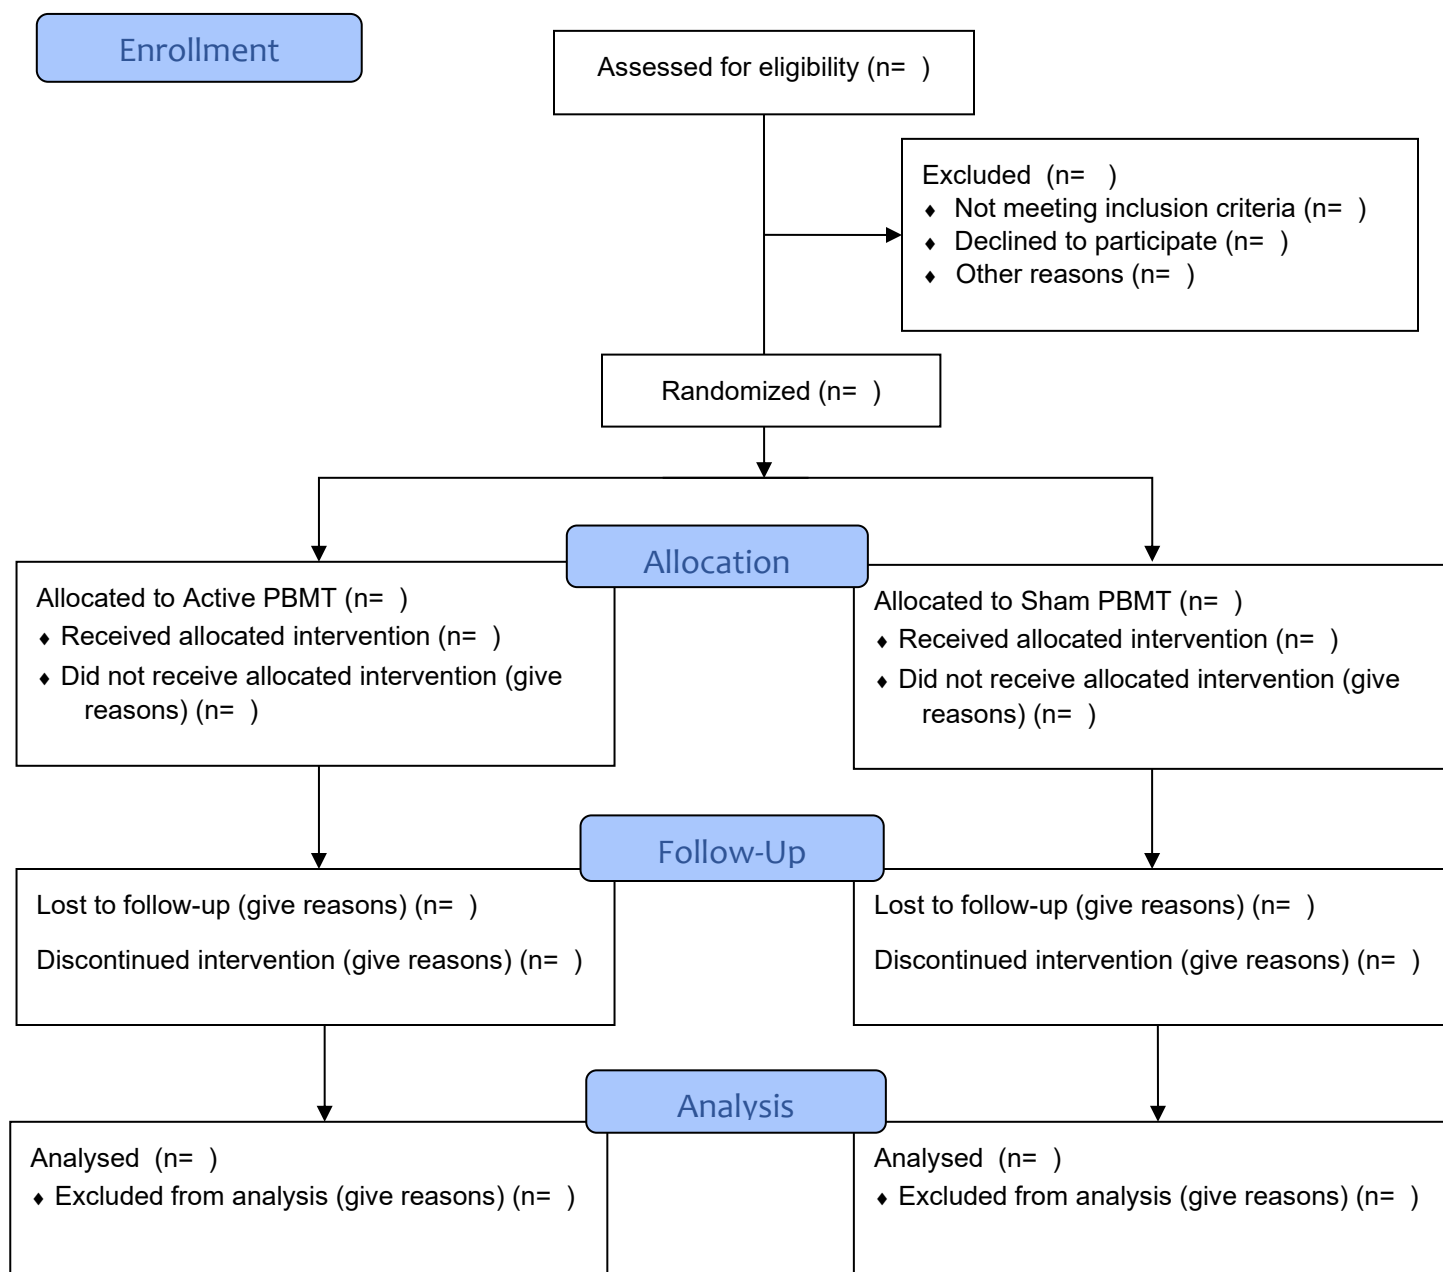 Enrollment
Assessed for eligibility (n=  )
Excluded  (n=   )
♦ Not meeting inclusion criteria (n=  )
♦ Declined to participate (n=  )
♦ Other reasons (n=  )
Randomized (n=  )
Allocation
Allocated to Active PBMT (n=  )
♦ Received allocated intervention (n=  )
♦ Did not receive allocated intervention (give
reasons) (n=  )
Allocated to Sham PBMT (n=  )
♦ Received allocated intervention (n=  )
♦ Did not receive allocated intervention (give
reasons) (n=  )
Follow-Up
Lost to follow-up (give reasons) (n=  )
Discontinued intervention (give reasons) (n=  )
Lost to follow-up (give reasons) (n=  )
Discontinued intervention (give reasons) (n=  )
Analysis
Analysed  (n=  )
♦ Excluded from analysis (give reasons) (n=  )
Analysed  (n=  )
♦ Excluded from analysis (give reasons) (n=  )